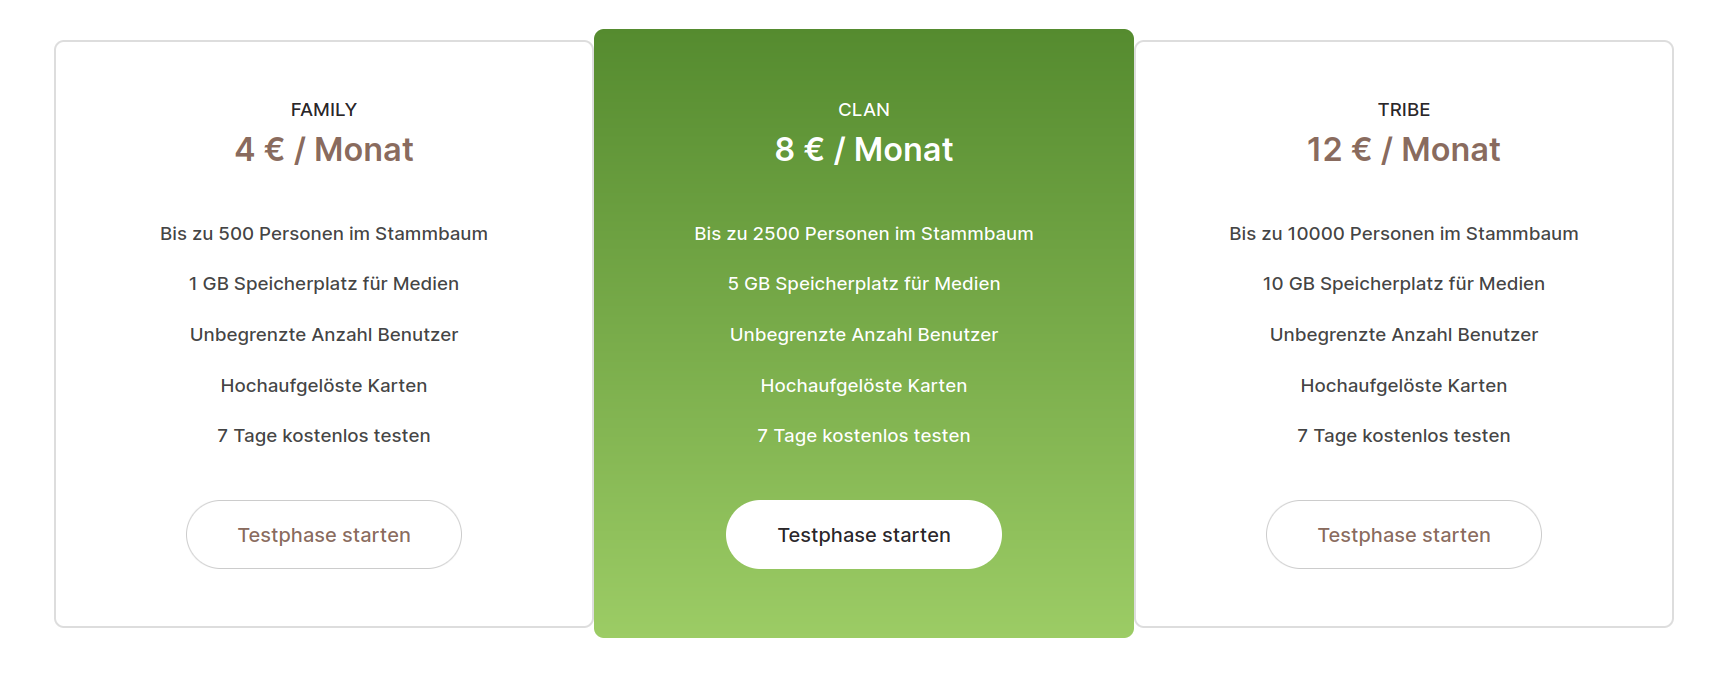 FAMILY
4 € / Monat
Bis zu 500 Personen im Stammbaum
1 GB Speicherplatz für Medien
Unbegrenzte Anzahl Benutzer
Hochaufgelöste Karten
7 Tage kostenlos testen
Testphase starten
CLAN
8 € / Monat
Bis zu 2500 Personen im Stammbaum
5 GB Speicherplatz für Medien
Unbegrenzte Anzahl Benutzer
Hochaufgelöste Karten
7 Tage kostenlos testen
Testphase starten
TRIBE
12 € / Monat
Bis zu 10000 Personen im Stammbaum
10 GB Speicherplatz für Medien
Unbegrenzte Anzahl Benutzer
Hochaufgelöste Karten
7 Tage kostenlos testen
Testphase starten